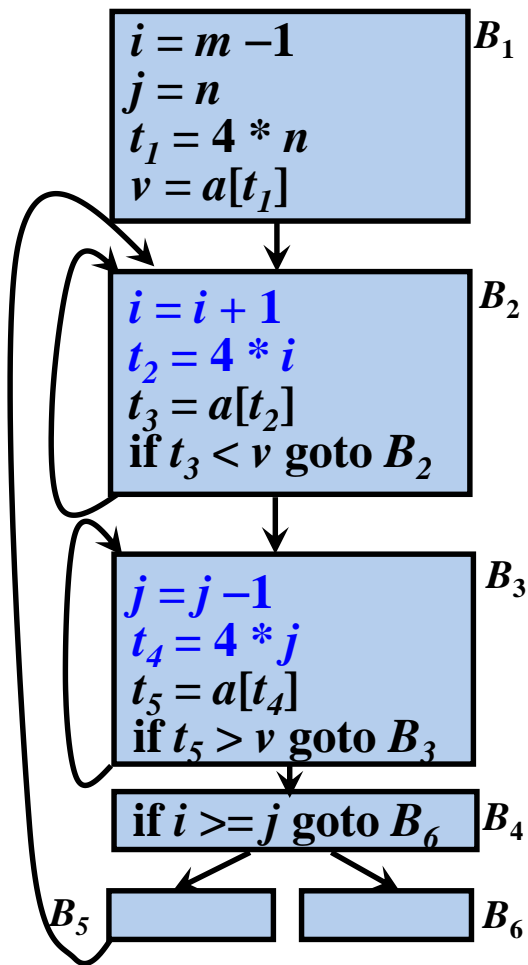 i = m − 1
B₁
j = n
t₁ = 4 * n
v = a[t₁]
i = i + 1
B₂
t₂ = 4 * i
t₃ = a[t₂]
if t₃ < v goto B₂
j = j − 1
B₃
t₄ = 4 * j
t₅ = a[t₄]
if t₅ > v goto B₃
if i >= j goto B₆
B₄
B₅
B₆